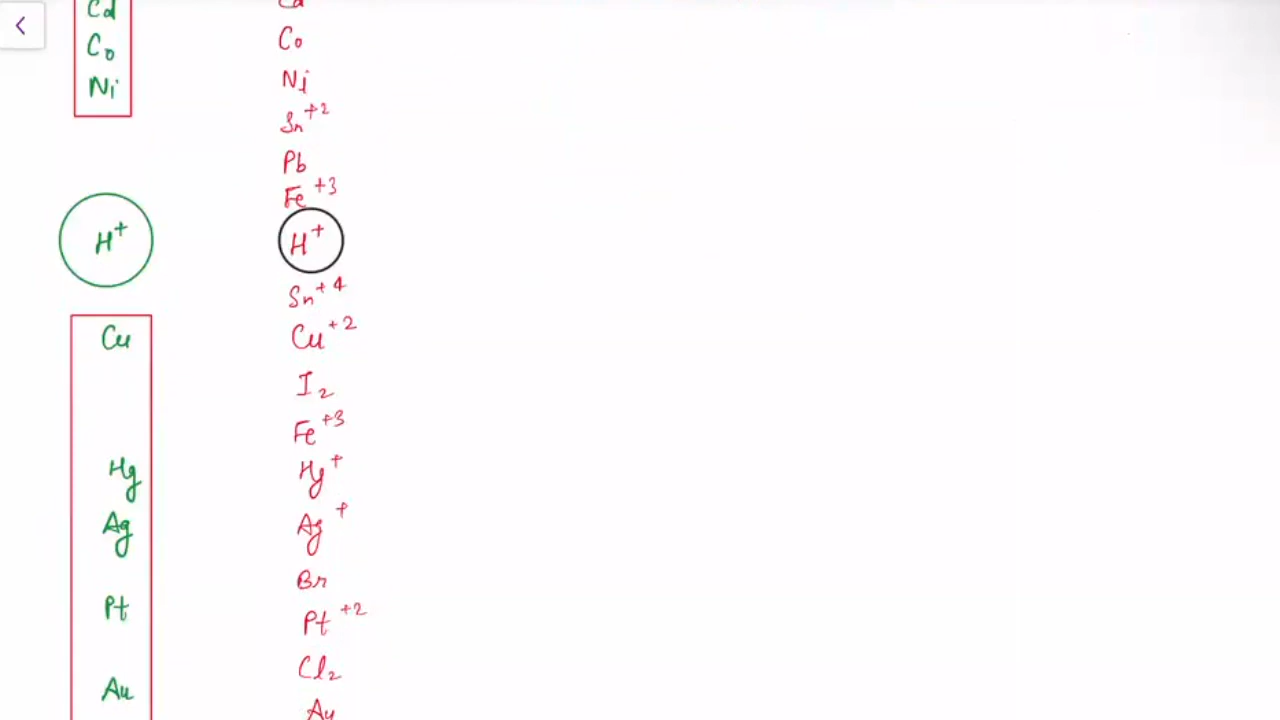 Cd
Co
Ni
H+
Cu
Hg
Ag
Pt
Au
Cd
Co
Ni
Sn+2
Pb
Fe+3
H+
Sn+4
Cu+2
I2
Fe+3
Hg+
Ag+
Br
Pt+2
Cl2
Au